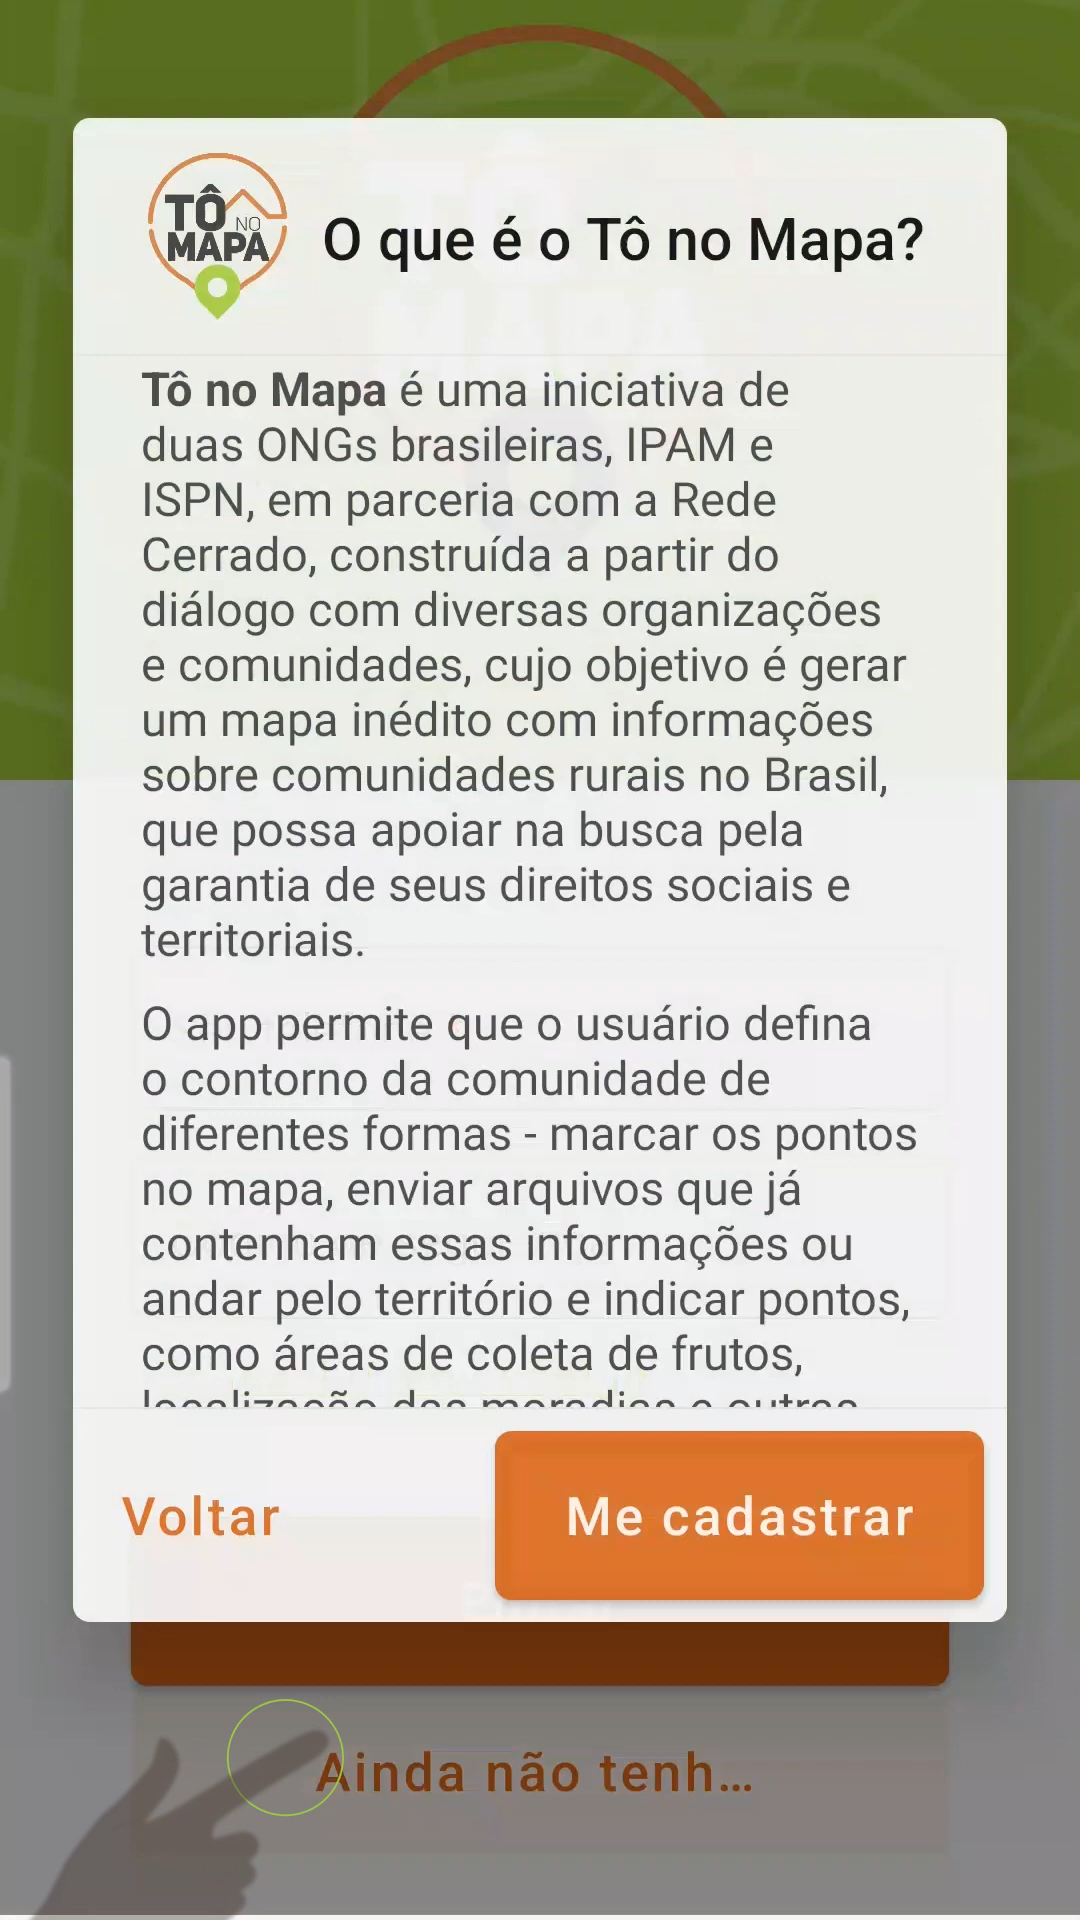 TÔ
NO
MAPA
O que é o Tô no Mapa?
Tô no Mapa é uma iniciativa de
duas ONGs brasileiras, IPAM e
ISPN, em parceria com a Rede
Cerrado, construída a partir do
diálogo com diversas organizações
e comunidades, cujo objetivo é gerar
um mapa inédito com informações
sobre comunidades rurais no Brasil,
que possa apoiar na busca pela
garantia de seus direitos sociais e
territoriais.
O app permite que o usuário defina
o contorno da comunidade de
diferentes formas - marcar os pontos
no mapa, enviar arquivos que já
contenham essas informações ou
andar pelo território e indicar pontos,
como áreas de coleta de frutos,
localização das moradias e outras
Voltar
Me cadastrar
Ainda não tenh...